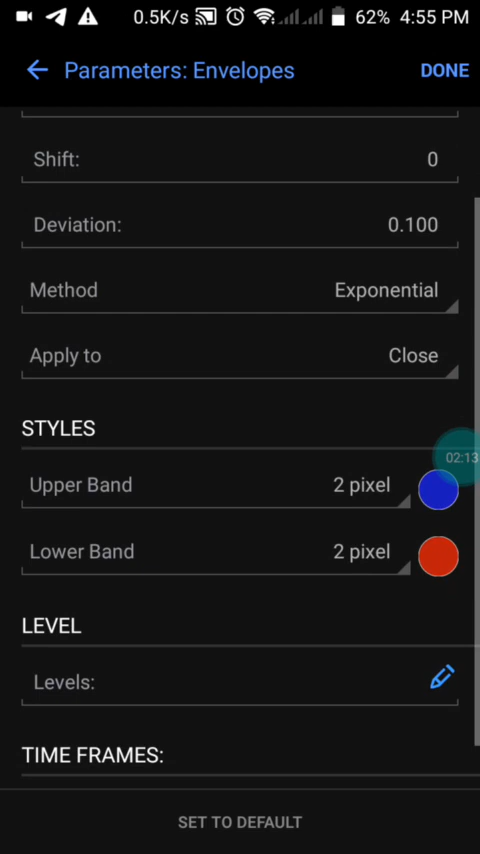 0.5K/s 62% 4:55 PM
Parameters: Envelopes DONE
Shift: 0
Deviation: 0.100
Method Exponential
Apply to Close
STYLES
02:13
Upper Band 2 pixel
Lower Band 2 pixel
LEVEL
Levels:
TIME FRAMES:
SET TO DEFAULT